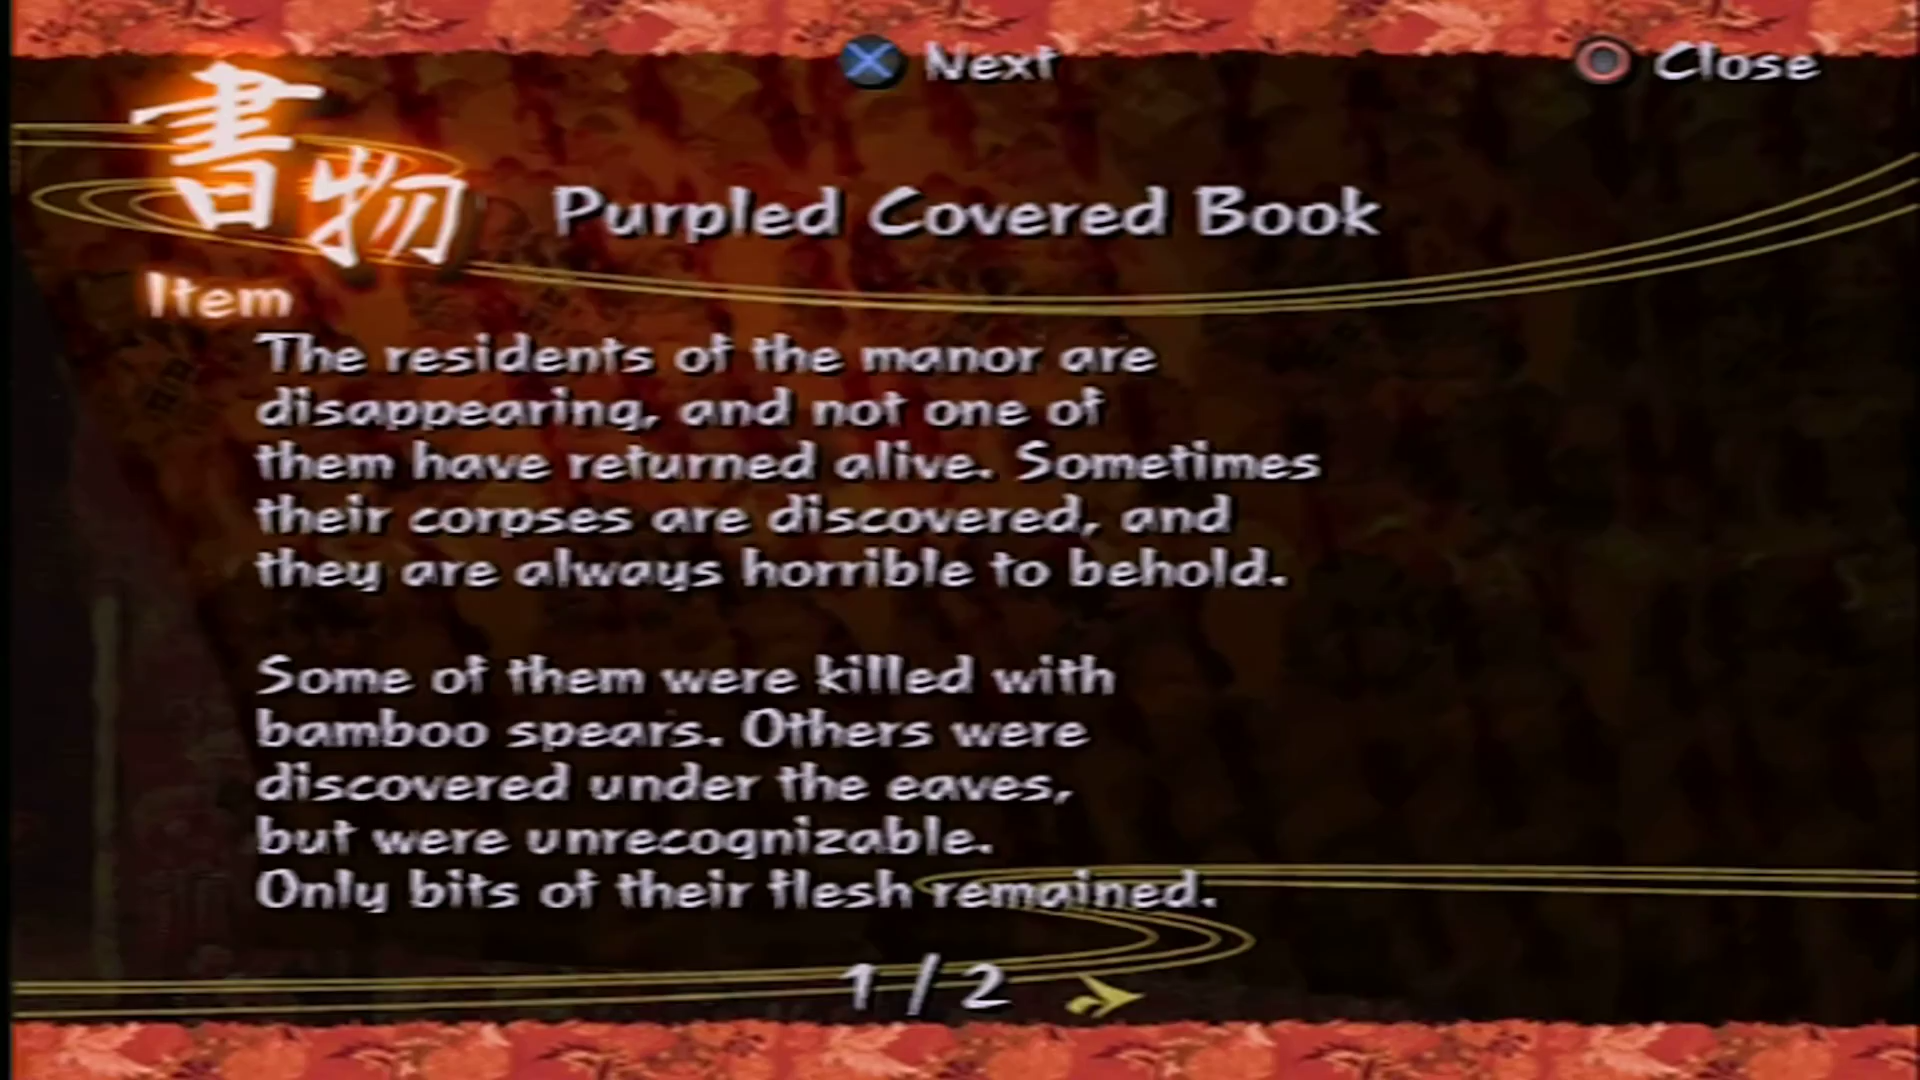 Next
Close
書物
Purpled Covered Book
Item
The residents of the manor are
disappearing, and not one of
them have returned alive. Sometimes
their corpses are discovered, and
they are always horrible to behold.
Some of them were killed with
bamboo spears. Others were
discovered under the eaves,
but were unrecognizable.
Only bits of their flesh remained.
1 / 2